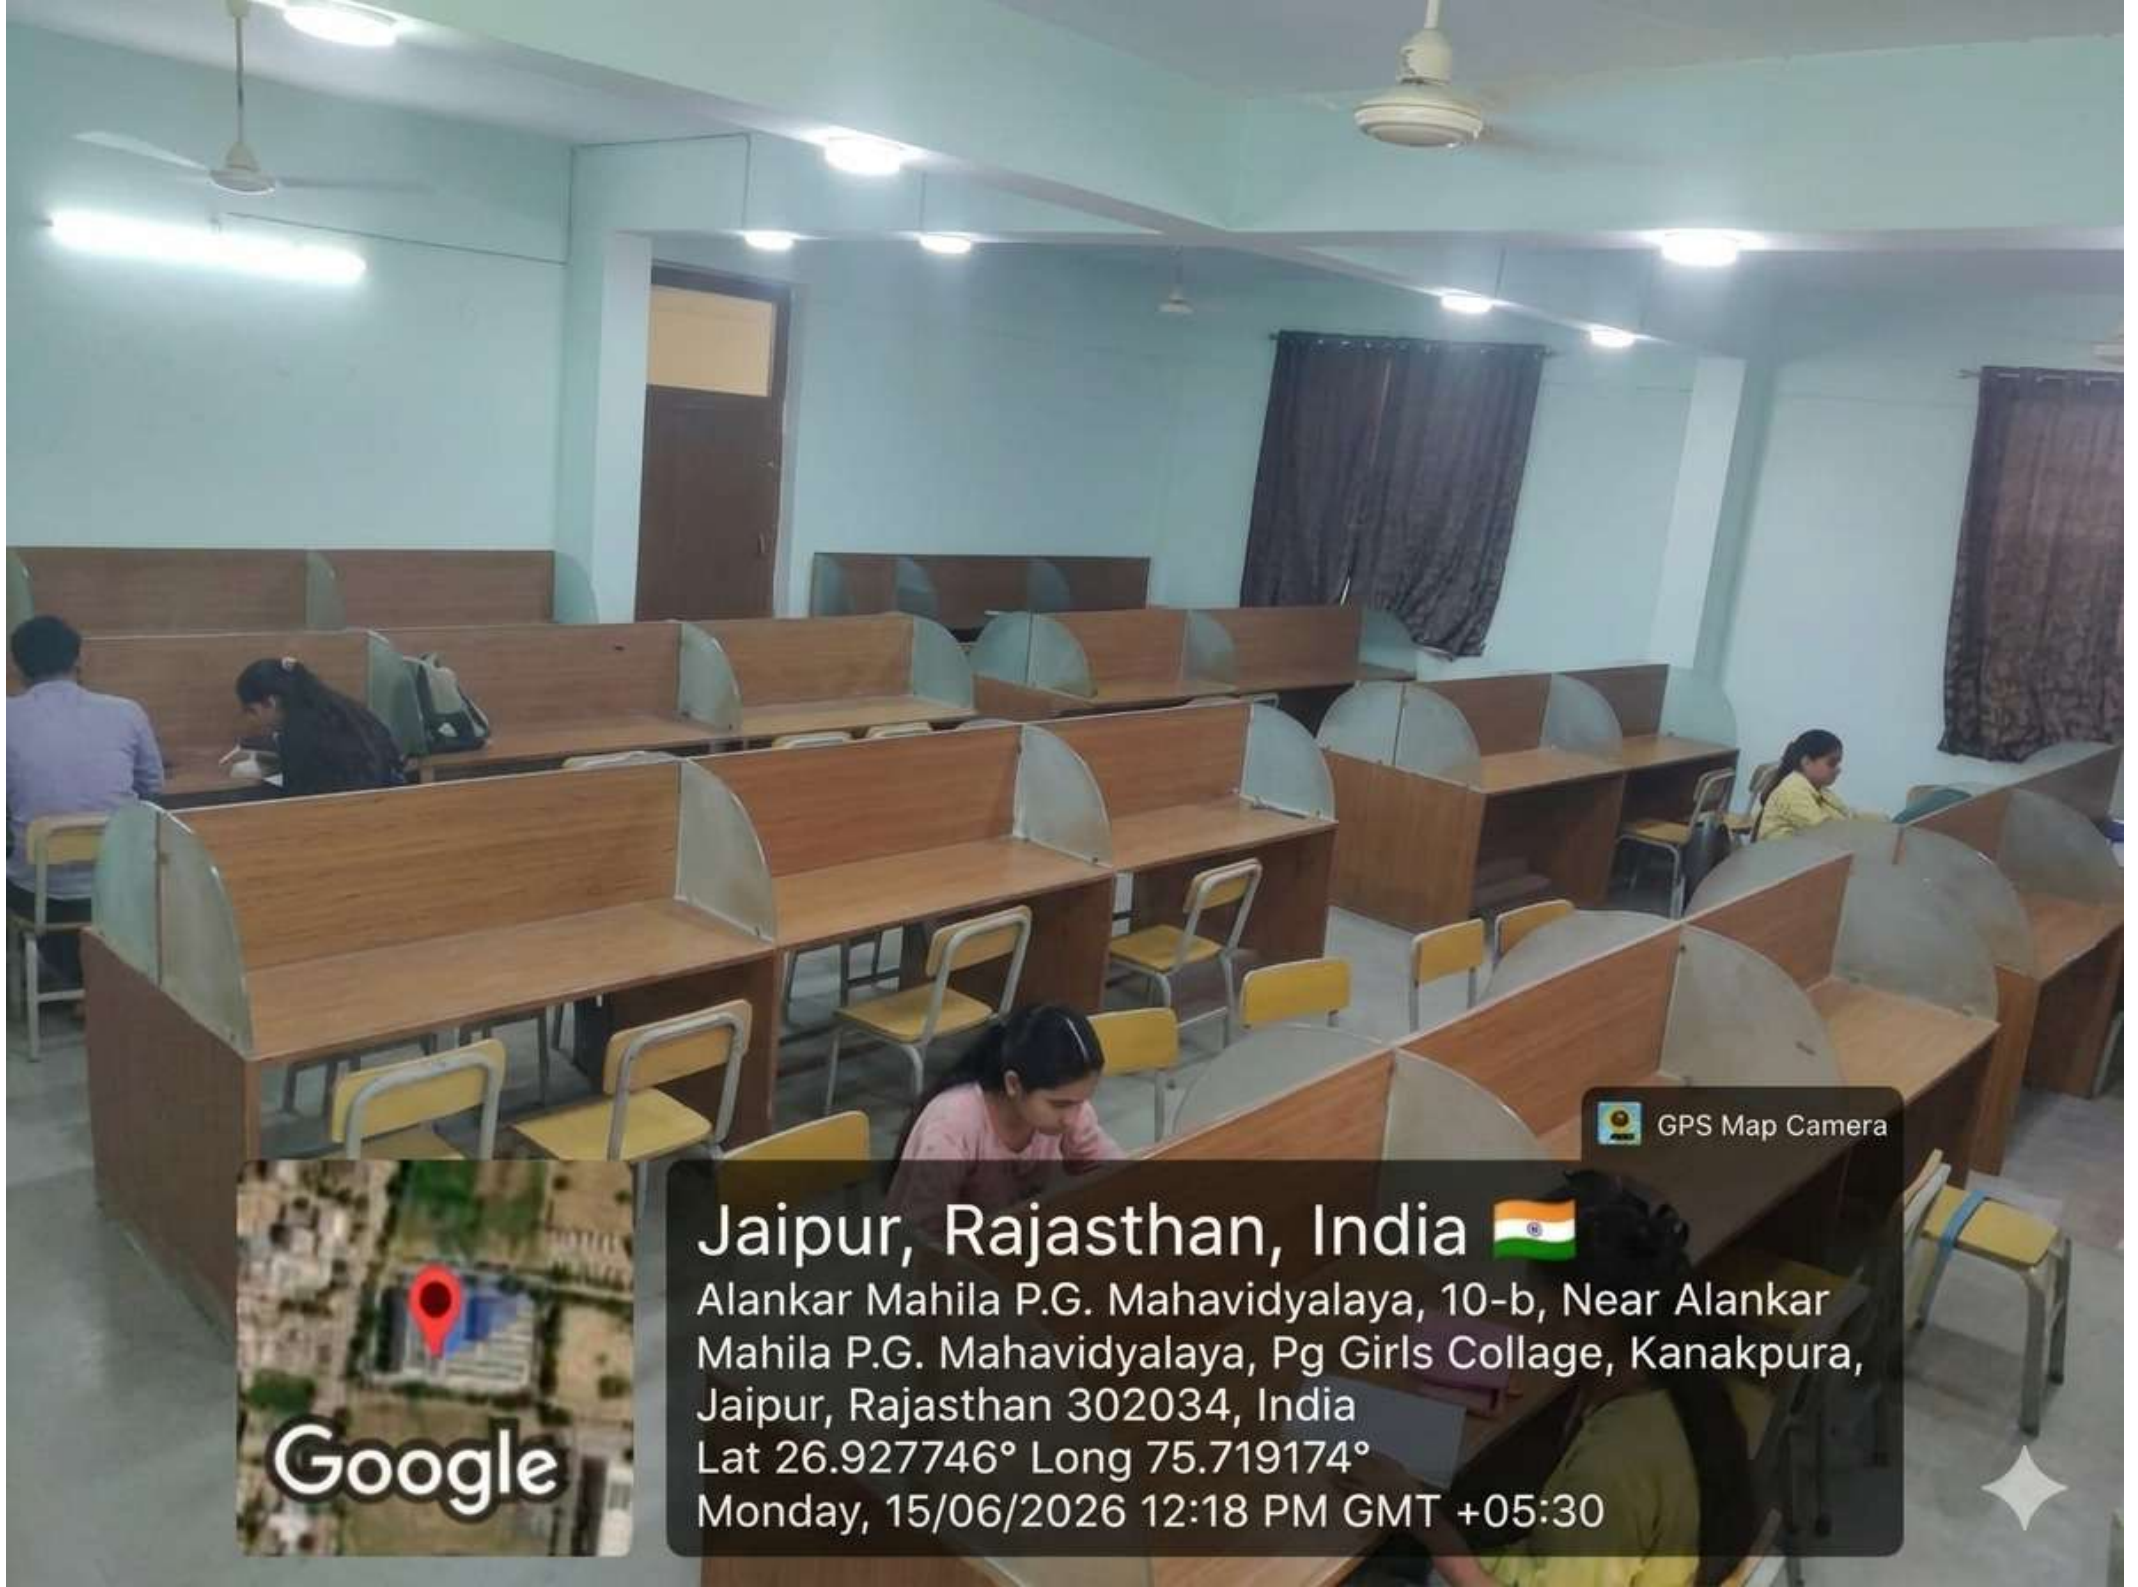 GPS Map Camera
Jaipur, Rajasthan, India 🇮🇳
Alankar Mahila P.G. Mahavidyalaya, 10-b, Near Alankar
Mahila P.G. Mahavidyalaya, Pg Girls Collage, Kanakpura,
Jaipur, Rajasthan 302034, India
Lat 26.927746° Long 75.719174°
Monday, 15/06/2026 12:18 PM GMT +05:30
Google